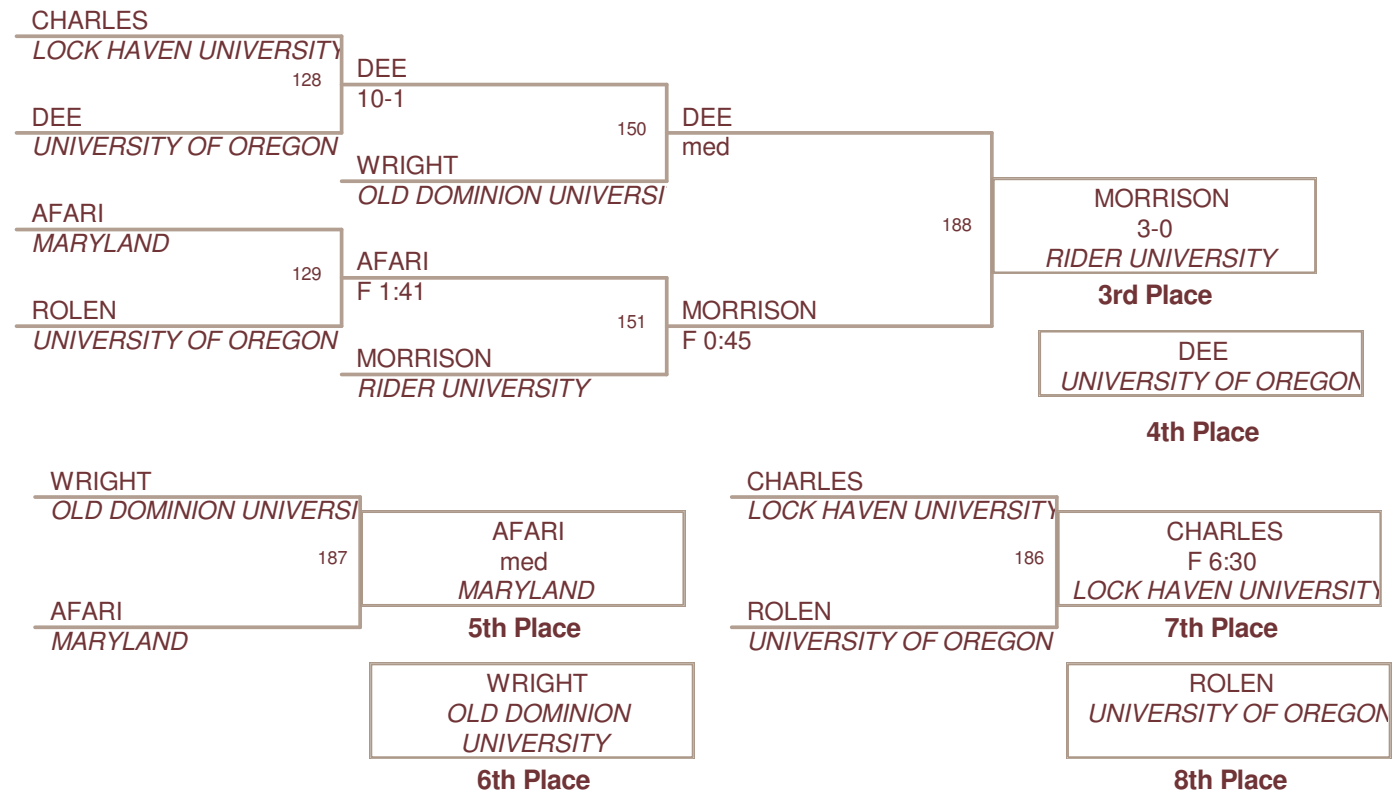 CHARLES
LOCK HAVEN UNIVERSITY
128
DEE
10-1
DEE
UNIVERSITY OF OREGON
150
DEE
med
WRIGHT
OLD DOMINION UNIVERSI
AFARI
MARYLAND
188
MORRISON
3-0
RIDER UNIVERSITY
3rd Place
129
AFARI
F 1:41
ROLEN
UNIVERSITY OF OREGON
151
MORRISON
F 0:45
MORRISON
RIDER UNIVERSITY
DEE
UNIVERSITY OF OREGON
4th Place
WRIGHT
OLD DOMINION UNIVERSI
187
AFARI
med
MARYLAND
AFARI
MARYLAND
5th Place
WRIGHT
OLD DOMINION
UNIVERSITY
6th Place
CHARLES
LOCK HAVEN UNIVERSITY
186
CHARLES
F 6:30
LOCK HAVEN UNIVERSITY
ROLEN
UNIVERSITY OF OREGON
7th Place
ROLEN
UNIVERSITY OF OREGON
8th Place